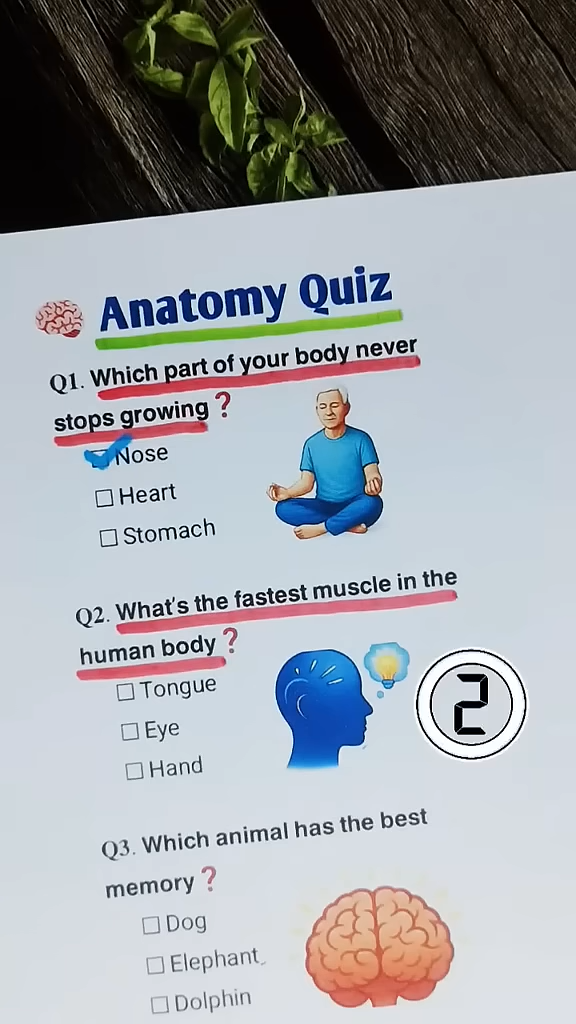 Anatomy Quiz
Q1. Which part of your body never
stops growing❓
Nose
Heart
Stomach
Q2. What's the fastest muscle in the
human body❓
Tongue
Eye
Hand
2
Q3. Which animal has the best
memory❓
Dog
Elephant
Dolphin